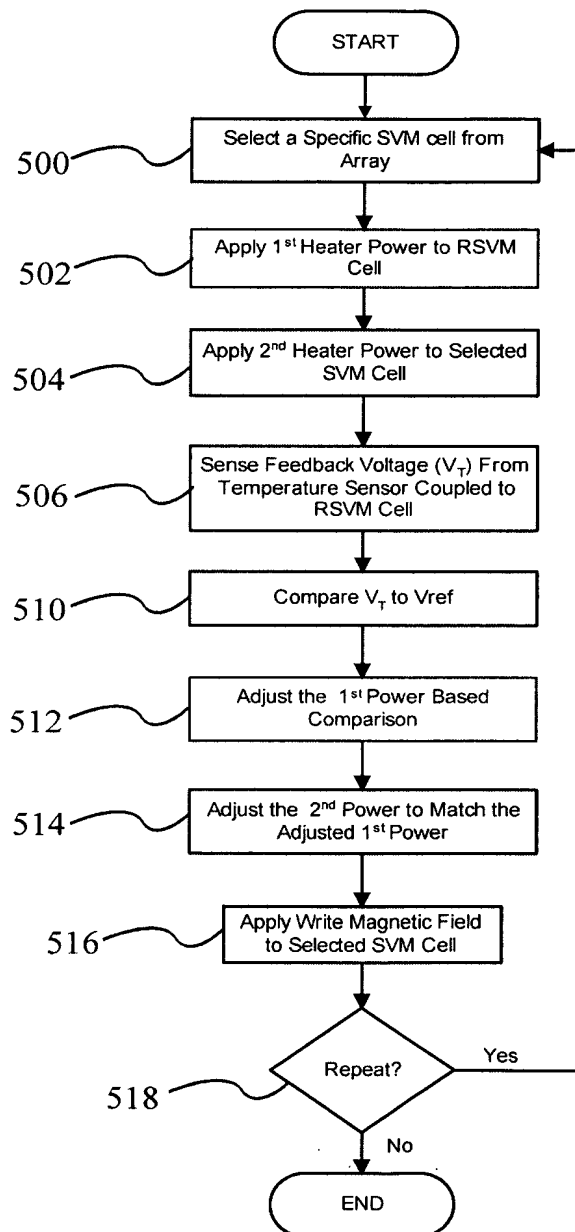 START
500
Select a Specific SVM cell from
Array
502
Apply 1st Heater Power to RSVM
Cell
504
Apply 2nd Heater Power to Selected
SVM Cell
506
Sense Feedback Voltage (VT) From
Temperature Sensor Coupled to
RSVM Cell
510
Compare VT to Vref
512
Adjust the 1st Power Based
Comparison
514
Adjust the 2nd Power to Match the
Adjusted 1st Power
516
Apply Write Magnetic Field
to Selected SVM Cell
518
Repeat?
Yes
No
END